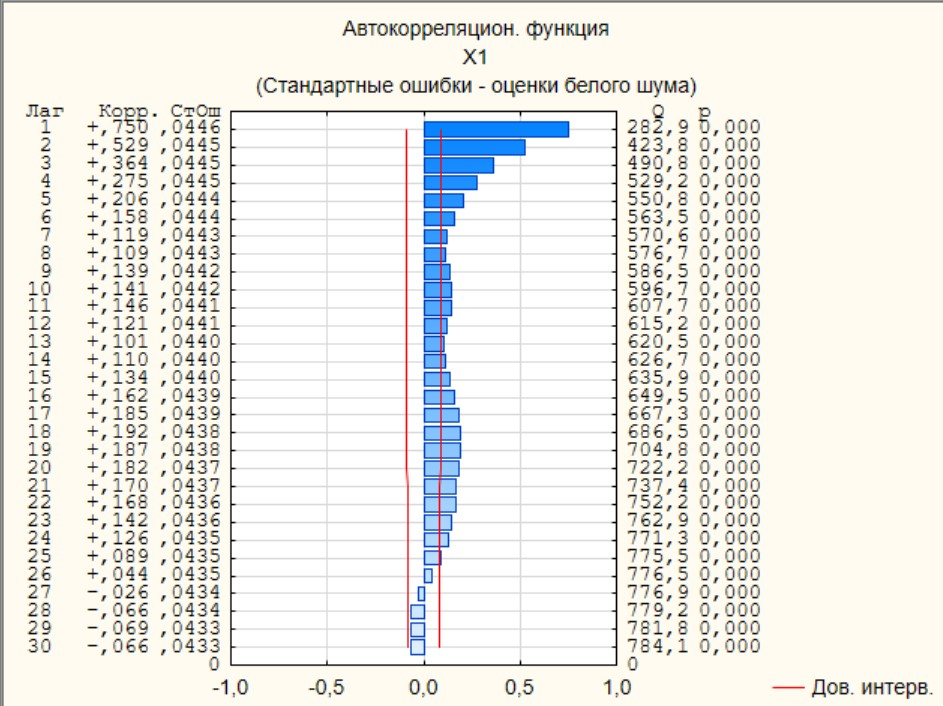 Автокорреляцион. функция
X1
(Стандартные ошибки - оценки белого шума)
Лаг Корр. СтОш Q p
1 +,750 ,0446 282,9 0,000
2 +,529 ,0445 423,8 0,000
3 +,364 ,0445 490,8 0,000
4 +,275 ,0445 529,2 0,000
5 +,206 ,0444 550,8 0,000
6 +,158 ,0444 563,5 0,000
7 +,119 ,0443 570,6 0,000
8 +,109 ,0443 576,7 0,000
9 +,139 ,0442 586,5 0,000
10 +,141 ,0442 596,7 0,000
11 +,146 ,0441 607,7 0,000
12 +,121 ,0441 615,2 0,000
13 +,101 ,0440 620,5 0,000
14 +,110 ,0440 626,7 0,000
15 +,134 ,0440 635,9 0,000
16 +,162 ,0439 649,5 0,000
17 +,185 ,0439 667,3 0,000
18 +,192 ,0438 686,5 0,000
19 +,187 ,0438 704,8 0,000
20 +,182 ,0437 722,2 0,000
21 +,170 ,0437 737,4 0,000
22 +,168 ,0436 752,2 0,000
23 +,142 ,0436 762,9 0,000
24 +,126 ,0435 771,3 0,000
25 +,089 ,0435 775,5 0,000
26 +,044 ,0435 776,5 0,000
27 -,026 ,0434 776,9 0,000
28 -,066 ,0434 779,2 0,000
29 -,069 ,0433 781,8 0,000
30 -,066 ,0433 784,1 0,000
0 0
-1,0 -0,5 0,0 0,5 1,0
Дов. интерв.